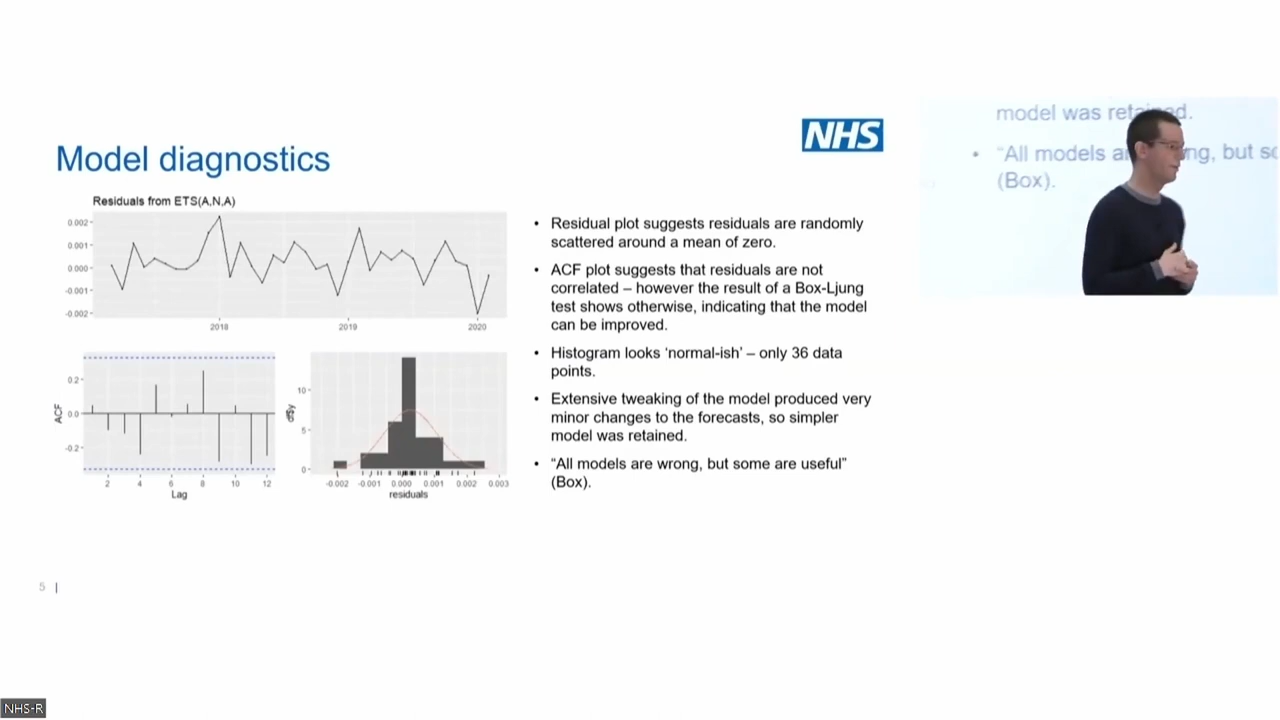 Model diagnostics
NHS
Residuals from ETS(A,N,A)
0.002
0.001
0.000
-0.001
-0.002
2018
2019
2020
ACF
0.2
0.0
-0.2
2
4
6
8
10
12
Lag
df$y
10
5
0
-0.002
-0.001
0.000
0.001
0.002
0.003
residuals
• Residual plot suggests residuals are randomly
scattered around a mean of zero.
• ACF plot suggests that residuals are not
correlated – however the result of a Box-Ljung
test shows otherwise, indicating that the model
can be improved.
• Histogram looks ‘normal-ish’ – only 36 data
points.
• Extensive tweaking of the model produced very
minor changes to the forecasts, so simpler
model was retained.
• “All models are wrong, but some are useful”
(Box).
5 |
model was retained.
• “All models ng, but so
(Box).
NHS-R